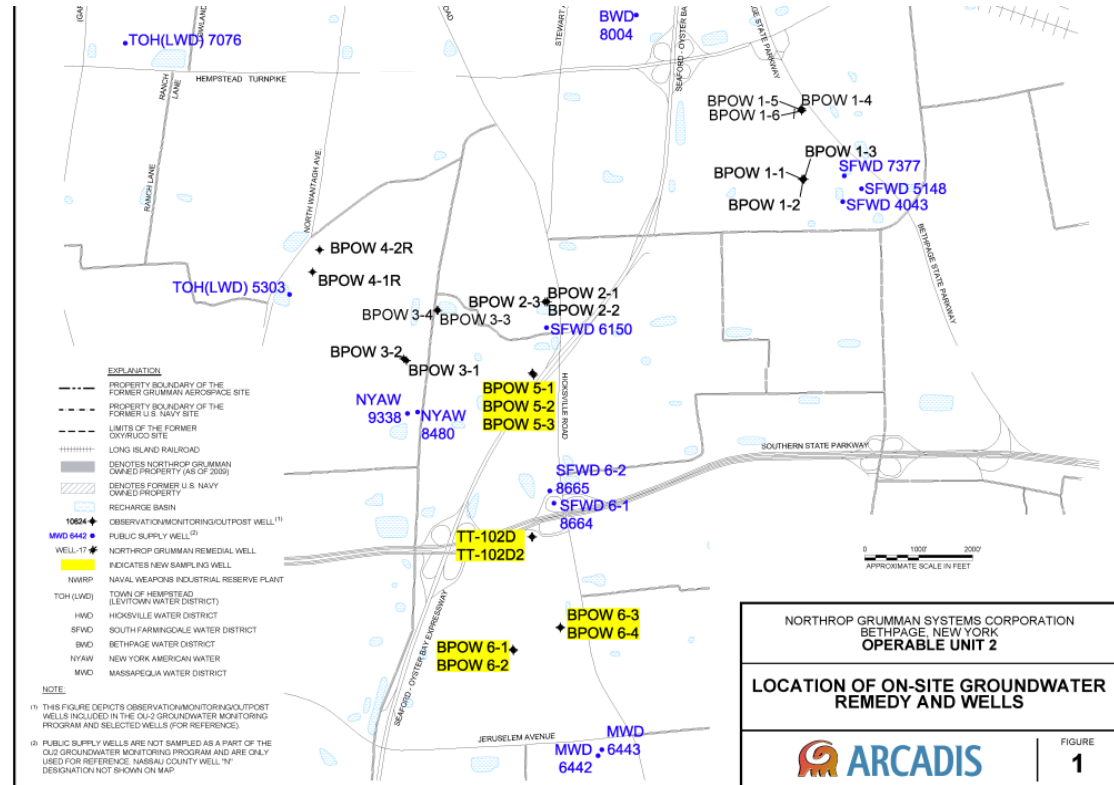 (GAR
WLAND
ROAD
STEWART A
BWD
8004
SEAFORD - OYSTER BA
PAGE STATE PARKWAY
TOH(LWD) 7076
HEMPSTEAD TURNPIKE
RANCH
LANE
BPOW 1-5
BPOW 1-4
BPOW 1-6
BPOW 1-3
SFWD 7377
BPOW 1-1
SFWD 5148
BPOW 1-2
SFWD 4043
RANCH LANE
NORTH WANTAGH AVE.
BETHPAGE STATE PARKWAY
BPOW 4-2R
BPOW 4-1R
TOH(LWD) 5303
BPOW 2-3
BPOW 2-1
BPOW 2-2
BPOW 3-4
BPOW 3-3
SFWD 6150
BPOW 3-2
BPOW 3-1
BPOW 5-1
BPOW 5-2
BPOW 5-3
HICKSVILLE ROAD
NYAW
9338
NYAW
8480
SOUTHERN STATE PARKWAY
SFWD 6-2
8665
SFWD 6-1
8664
TT-102D
TT-102D2
BPOW 6-3
BPOW 6-4
BPOW 6-1
BPOW 6-2
SEAFORD - OYSTER BAY EXPRESSWAY
JERUSELEM AVENUE
MWD
6443
MWD
6442
0 1000' 2000'
APPROXIMATE SCALE IN FEET
EXPLANATION
PROPERTY BOUNDARY OF THE
FORMER GRUMMAN AEROSPACE SITE
PROPERTY BOUNDARY OF THE
FORMER U.S. NAVY SITE
LIMITS OF THE FORMER
OXY/RUCO SITE
LONG ISLAND RAILROAD
DENOTES NORTHROP GRUMMAN
OWNED PROPERTY (AS OF 2009)
DENOTES FORMER U.S. NAVY
OWNED PROPERTY
RECHARGE BASIN
10624 OBSERVATION/MONITORING/OUTPOST WELL(1)
MWD 6442 PUBLIC SUPPLY WELL(2)
WELL-17 NORTHROP GRUMMAN REMEDIAL WELL
INDICATES NEW SAMPLING WELL
NWIRP NAVAL WEAPONS INDUSTRIAL RESERVE PLANT
TOH (LWD) TOWN OF HEMPSTEAD
(LEVITOWN WATER DISTRICT)
HWD HICKSVILLE WATER DISTRICT
SFWD SOUTH FARMINGDALE WATER DISTRICT
BWD BETHPAGE WATER DISTRICT
NYAW NEW YORK AMERICAN WATER
MWD MASSAPEQUA WATER DISTRICT
NOTE:
(1) THIS FIGURE DEPICTS OBSERVATION/MONITORING/OUTPOST
WELLS INCLUDED IN THE OU-2 GROUNDWATER MONITORING
PROGRAM AND SELECTED WELLS (FOR REFERENCE).
(2) PUBLIC SUPPLY WELLS ARE NOT SAMPLED AS A PART OF THE
OU2 GROUNDWATER MONITORING PROGRAM AND ARE ONLY
USED FOR REFERENCE. NASSAU COUNTY WELL "N"
DESIGNATION NOT SHOWN ON MAP.
NORTHROP GRUMMAN SYSTEMS CORPORATION
BETHPAGE, NEW YORK
OPERABLE UNIT 2
LOCATION OF ON-SITE GROUNDWATER
REMEDY AND WELLS
ARCADIS
FIGURE
1